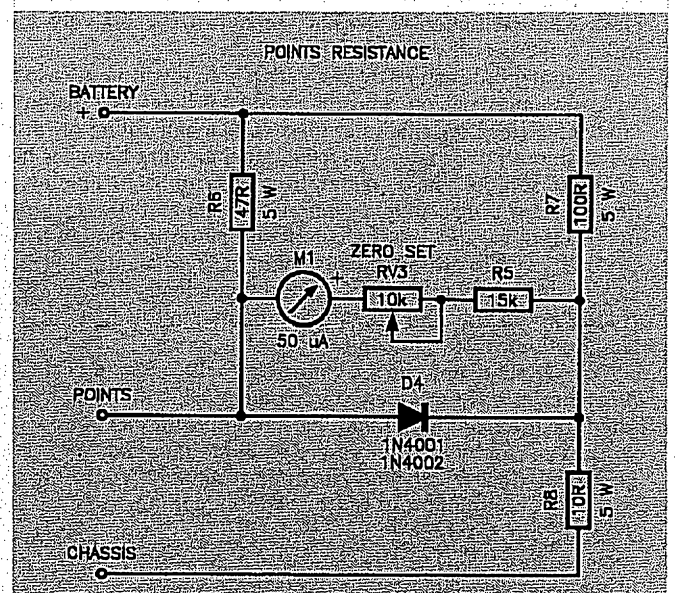 POINTS RESISTANCE
BATTERY
+
R6
47R
5 W
R7
100R
5 W
M1
+
50 uA
ZERO SET
RV3
10k
R5
15k
POINTS
D4
1N4001
1N4002
R8
10R
5 W
CHASSIS